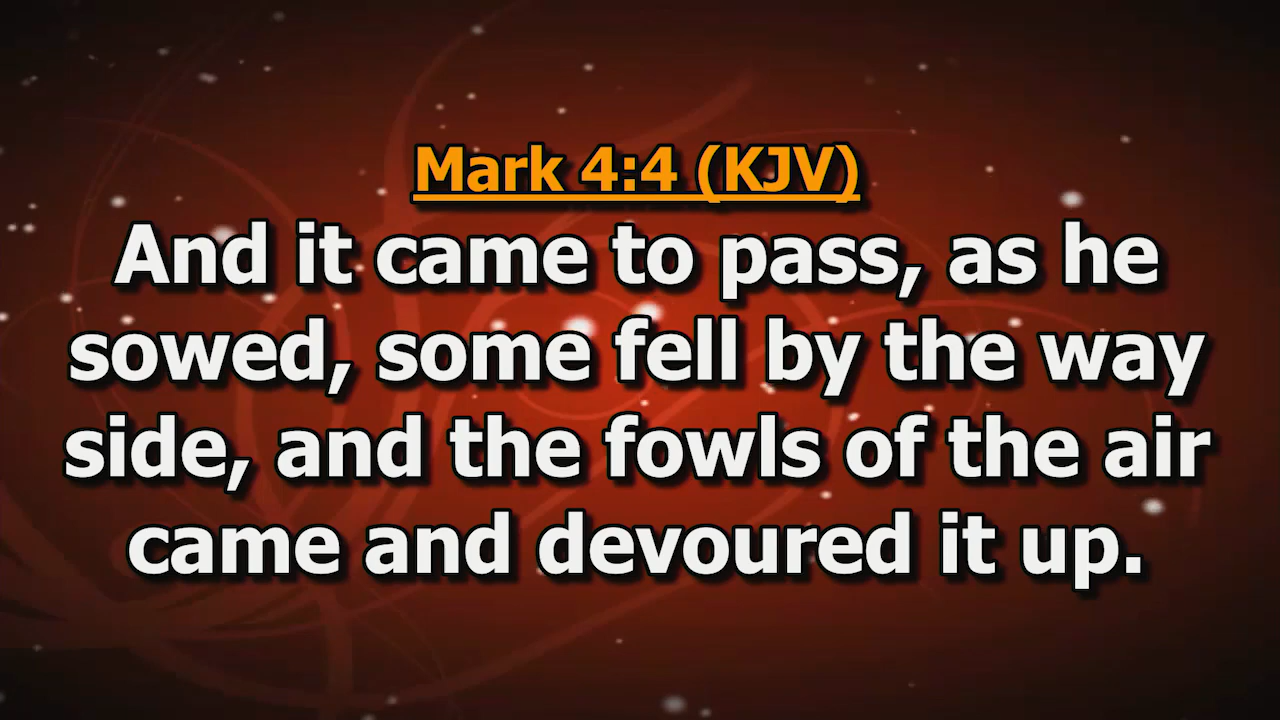 Mark 4:4 (KJV)
And it came to pass, as he
sowed, some fell by the way
side, and the fowls of the air
came and devoured it up.